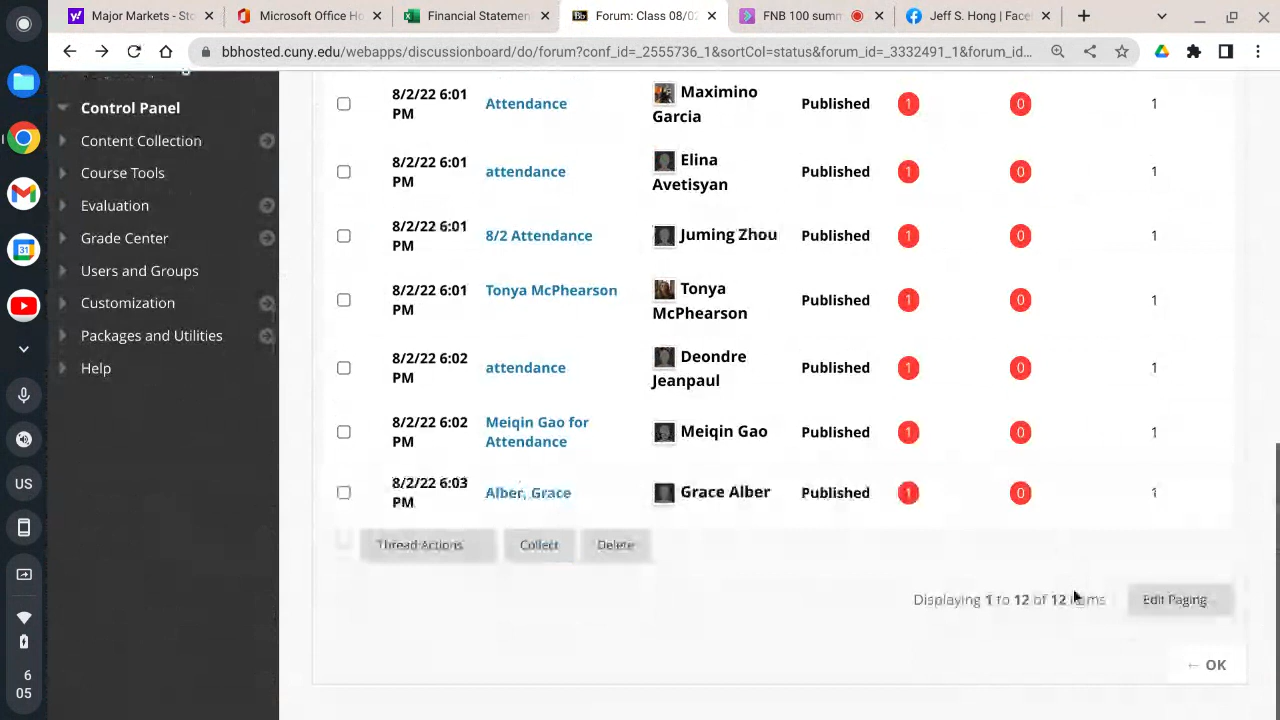 Major Markets - Sto
Microsoft Office Ho
Financial Statemen
Forum: Class 08/02
FNB 100 summ
Jeff S. Hong | Face
bbhosted.cuny.edu/webapps/discussionboard/do/forum?conf_id=_2555736_1&sortCol=status&forum_id=_3332491_1&forum_id...
Control Panel
Content Collection
Course Tools
Evaluation
Grade Center
Users and Groups
Customization
Packages and Utilities
Help
8/2/22 6:01
PM
Attendance
Maximino
Garcia
Published
1
0
1
8/2/22 6:01
PM
attendance
Elina
Avetisyan
Published
1
0
1
8/2/22 6:01
PM
8/2 Attendance
Juming Zhou
Published
1
0
1
8/2/22 6:01
PM
Tonya McPhearson
Tonya
McPhearson
Published
1
0
1
8/2/22 6:02
PM
attendance
Deondre
Jeanpaul
Published
1
0
1
8/2/22 6:02
PM
Meiqin Gao for
Attendance
Meiqin Gao
Published
1
0
1
8/2/22 6:03
PM
Alber, Grace
Grace Alber
Published
1
0
1
Thread Actions
Collect
Delete
Displaying 1 to 12 of 12 items
Edit Paging
← OK
US
6
05